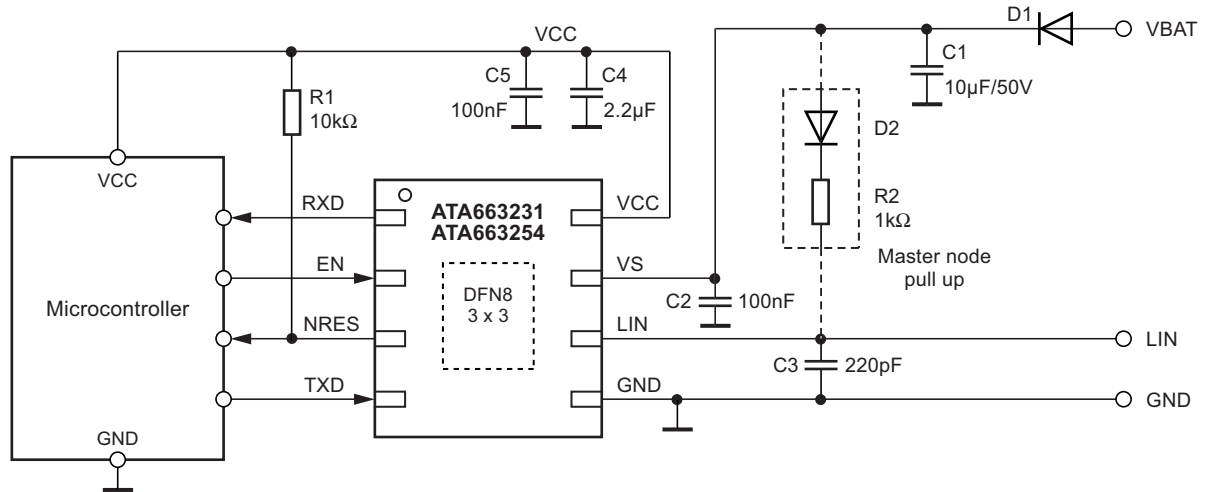 D1
VBAT
VCC
C1
10µF/50V
C5
100nF
C4
2.2µF
R1
10kΩ
D2
R2
1kΩ
Master node
pull up
VCC
RXD
EN
NRES
TXD
Microcontroller
GND
ATA663231
ATA663254
DFN8
3 x 3
VCC
VS
LIN
GND
C2
100nF
C3
220pF
LIN
GND